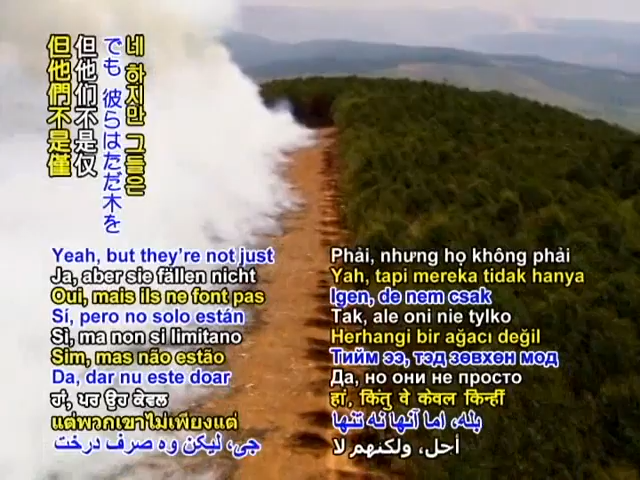 네 하지만 그들은
でも 彼らはただ木を
但他们不是仅
但他們不是僅
Yeah, but they're not just
Ja, aber sie fällen nicht
Oui, mais ils ne font pas
Sí, pero no solo están
Sì, ma non si limitano
Sim, mas não estão
Da, dar nu este doar
ਹਾਂ, ਪਰ ਉਹ ਕੇਵਲ
แต่พวกเขาไม่เพียงแต่
جی، لیکن وہ صرف درخت
Phải, nhưng họ không phải
Yah, tapi mereka tidak hanya
Igen, de nem csak
Tak, ale oni nie tylko
Herhangi bir ağacı değil
Тийм ээ, тэд зөвхөн мод
Да, но они не просто
हां, किंतु वे केवल किन्हीं
بله، اما آنها نه تنها
أجل، ولكنهم لا